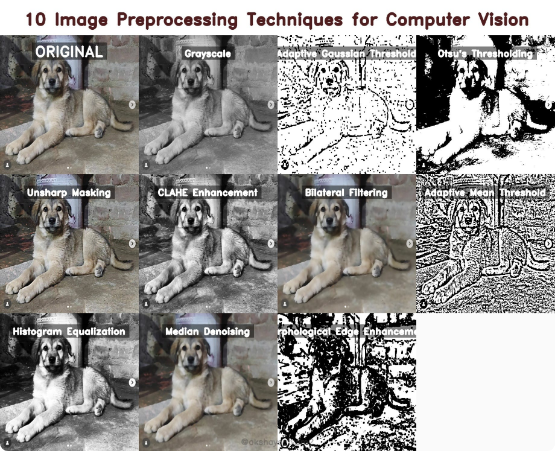 10 Image Preprocessing Techniques for Computer Vision
ORIGINAL
Grayscale
Adaptive Gaussian Threshold
Otsu's Thresholding
Unsharp Masking
CLAHE Enhancement
Bilateral Filtering
Adaptive Mean Threshold
Histogram Equalization
Median Denoising
rphological Edge Enhanceme